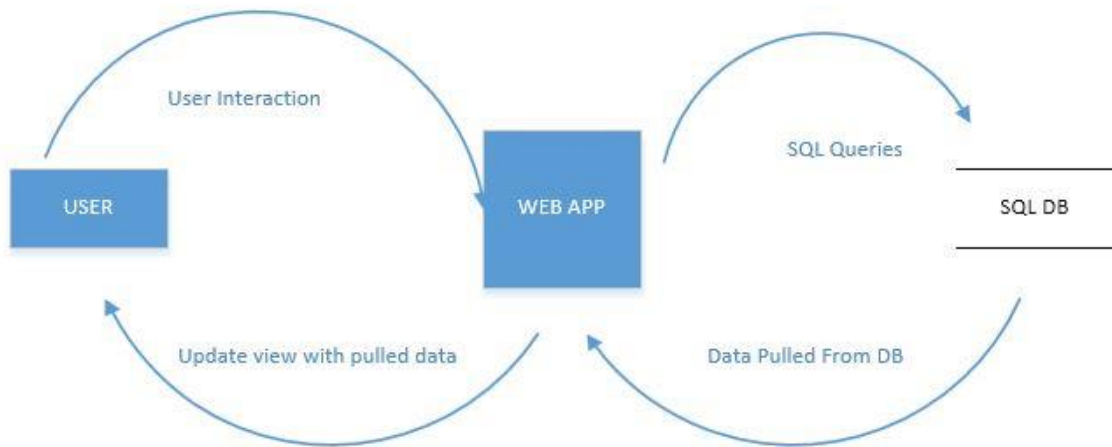 User Interaction
SQL Queries
USER
WEB APP
SQL DB
Update view with pulled data
Data Pulled From DB